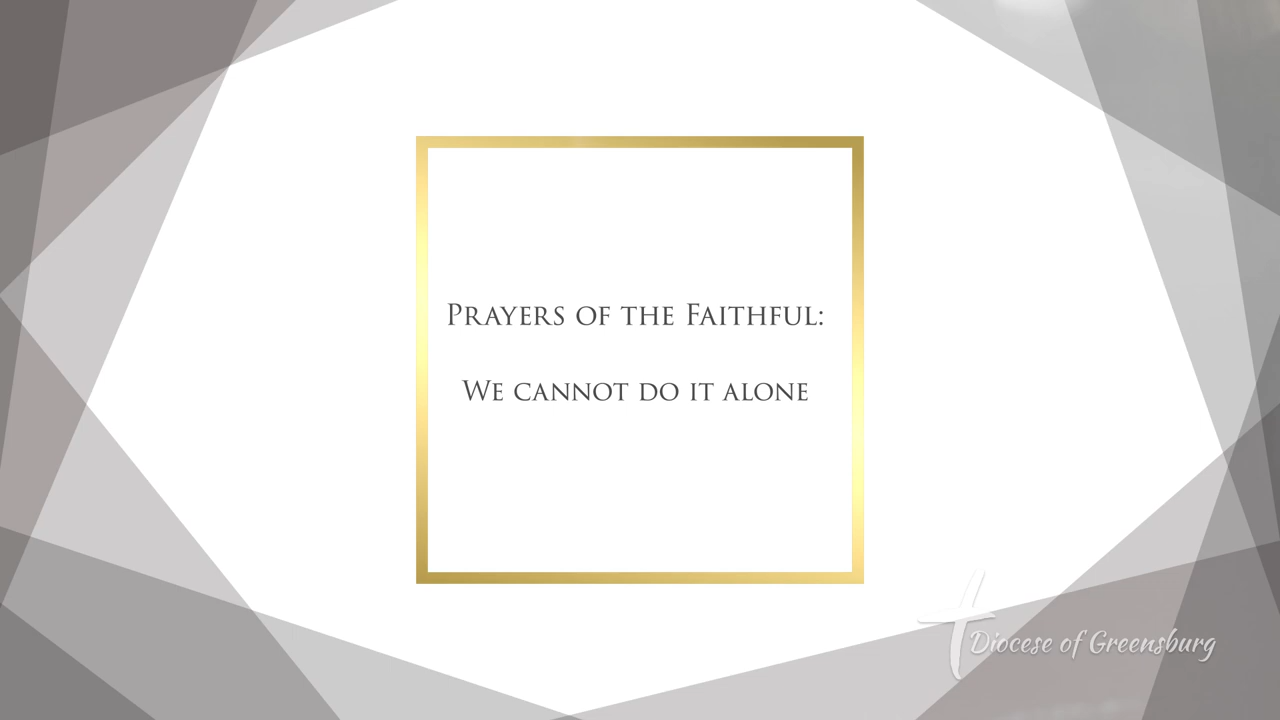 Prayers of the Faithful:
We cannot do it alone
Diocese of Greensburg